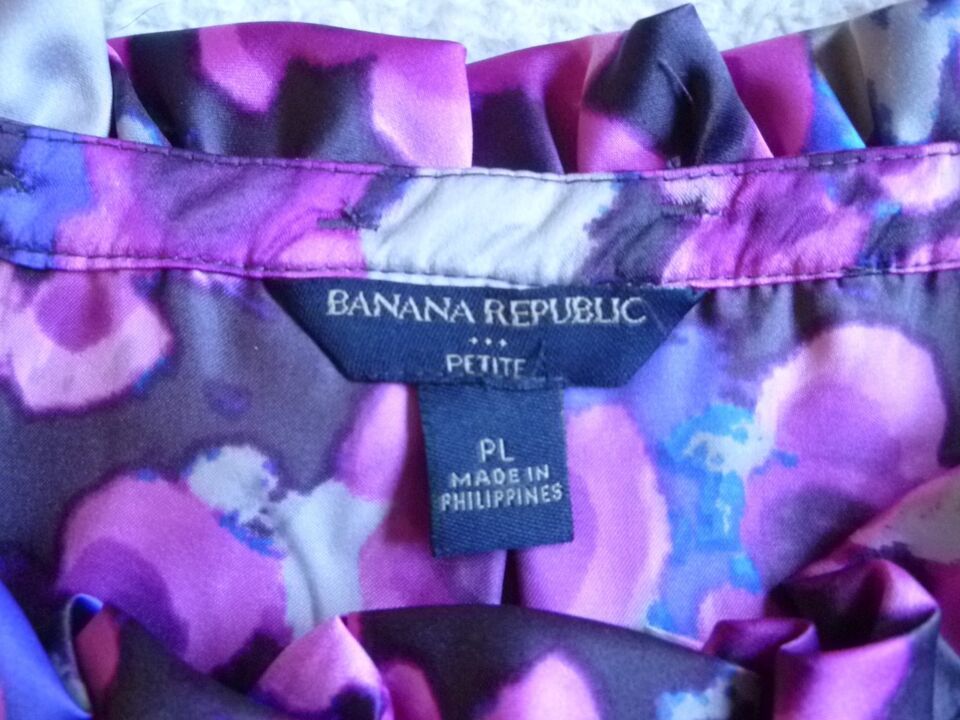 BANANA REPUBLIC
PETITE
PL
MADE IN
PHILIPPINES